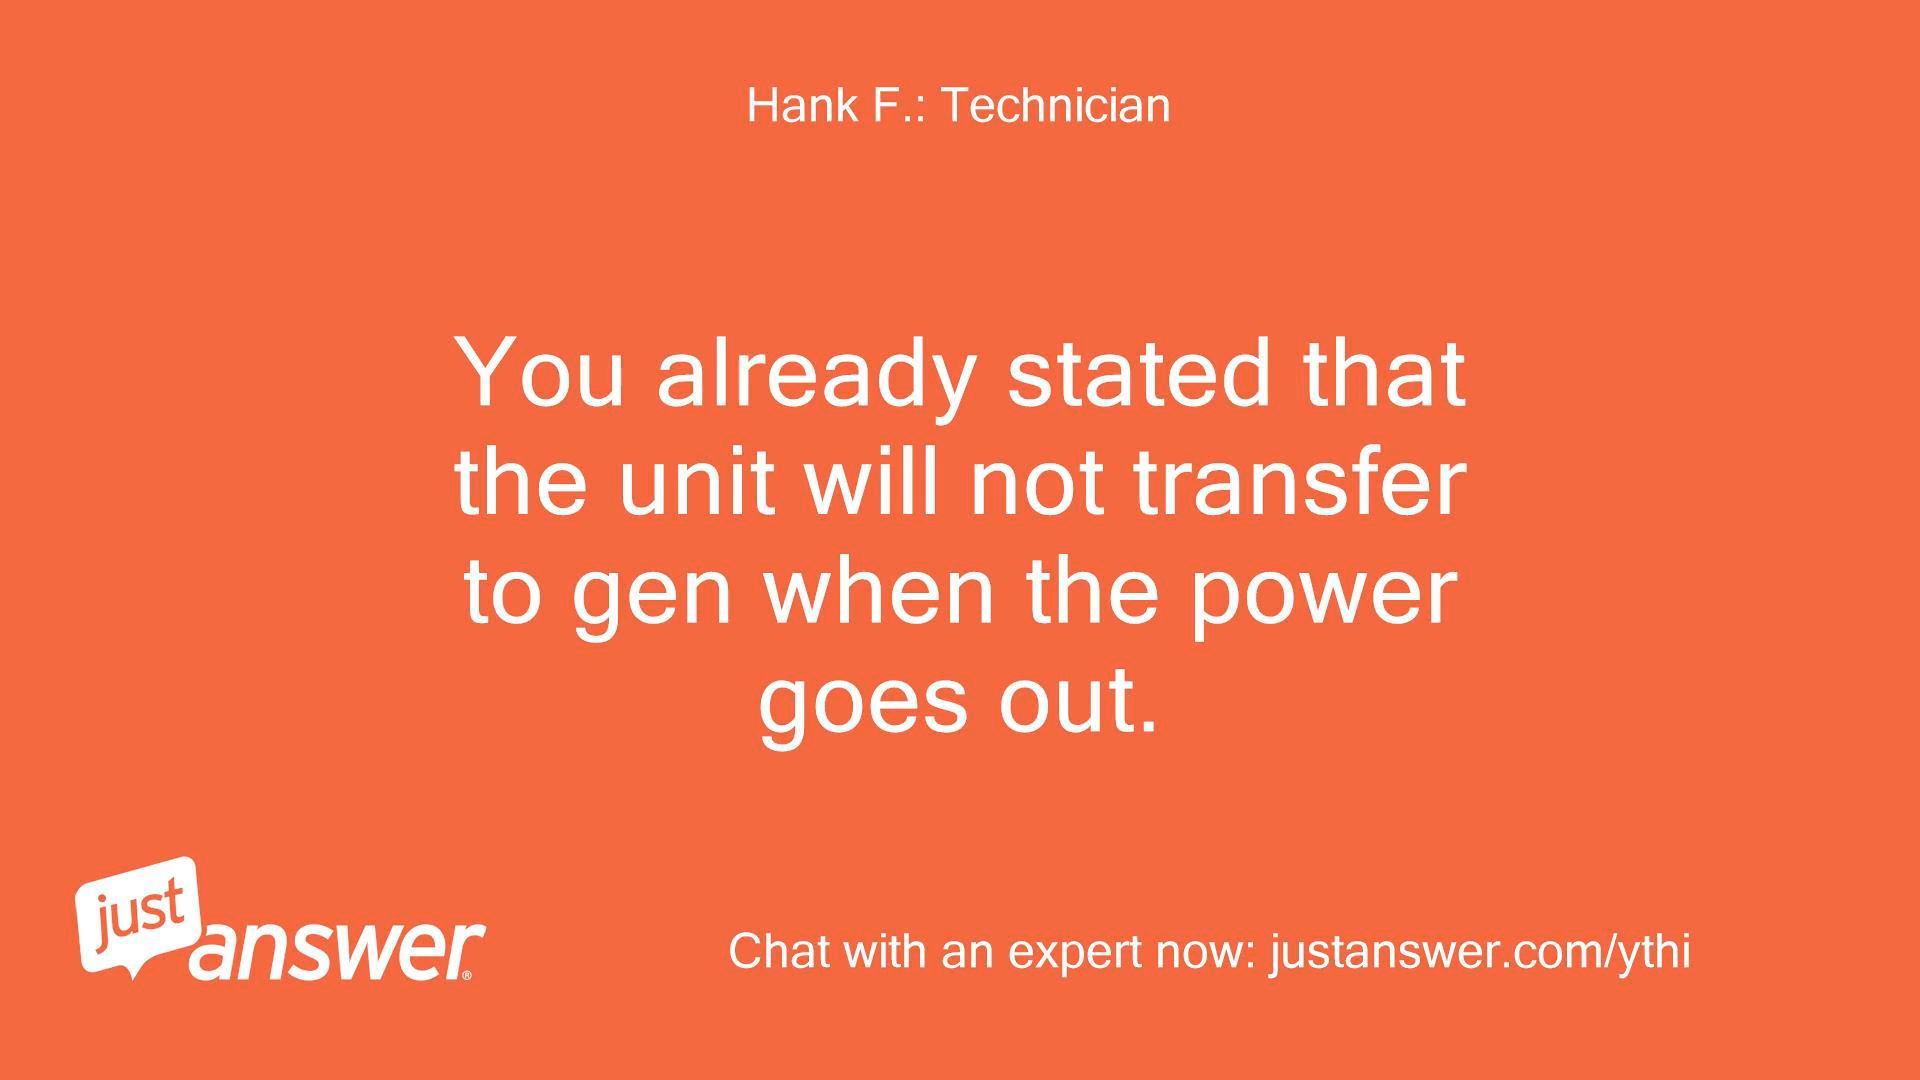 Hank F.: Technician
You already stated that
the unit will not transfer
to gen when the power
goes out.
just
answer®
Chat with an expert now: justanswer.com/ythi